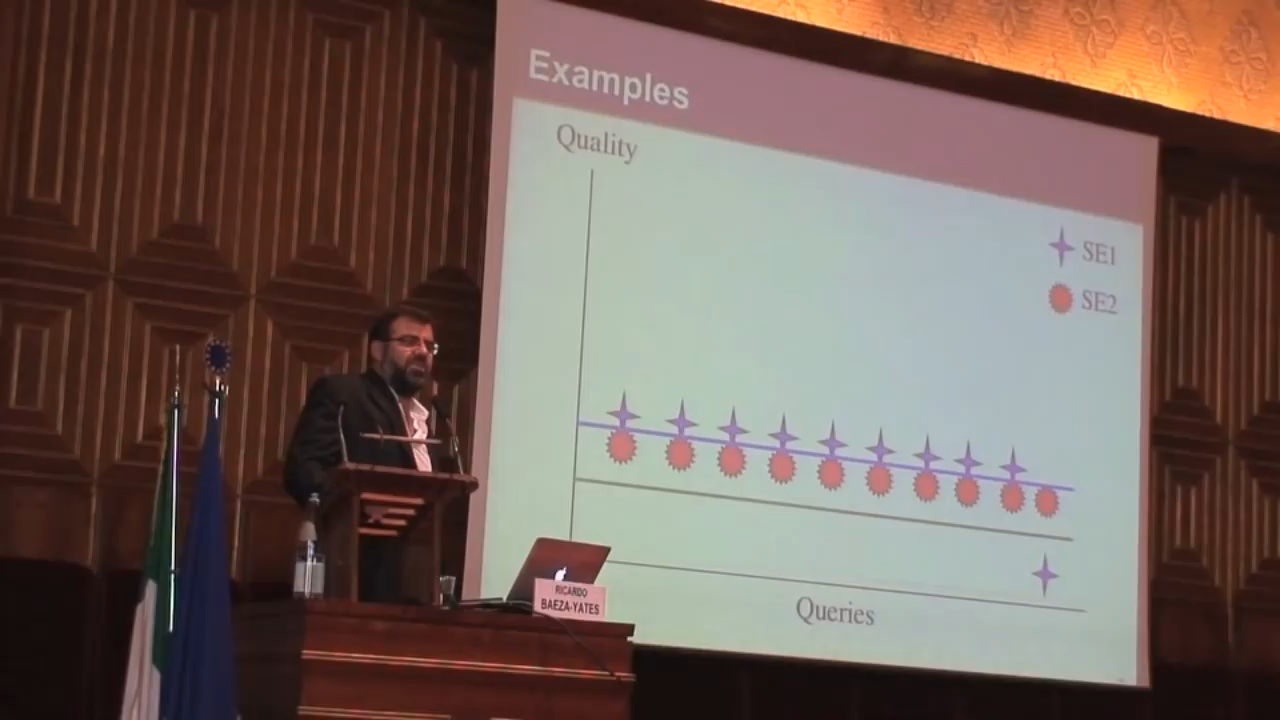 Examples
Quality
SE1
SE2
Queries
RICARDO
BAEZA-YATES